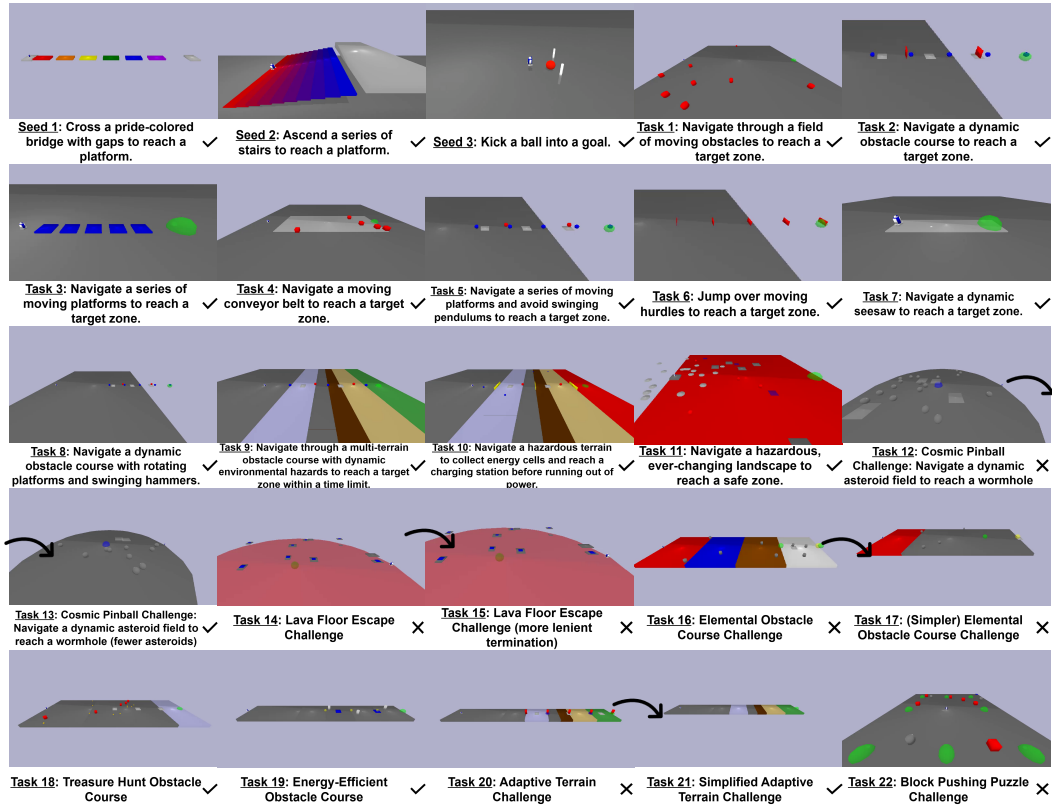 Seed 1: Cross a pride-colored
bridge with gaps to reach a
platform.
Seed 2: Ascend a series of
stairs to reach a platform.
Seed 3: Kick a ball into a goal.
Task 1: Navigate through a field
of moving obstacles to reach a
target zone.
Task 2: Navigate a dynamic
obstacle course to reach a
target zone.
Task 3: Navigate a series of
moving platforms to reach a
target zone.
Task 4: Navigate a moving
conveyor belt to reach a target
zone.
Task 5: Navigate a series of moving
platforms and avoid swinging
pendulums to reach a target zone.
Task 6: Jump over moving
hurdles to reach a target zone.
Task 7: Navigate a dynamic
seesaw to reach a target zone.
Task 8: Navigate a dynamic
obstacle course with rotating
platforms and swinging hammers.
Task 9: Navigate through a multi-terrain
obstacle course with dynamic
environmental hazards to reach a target
zone within a time limit.
Task 10: Navigate a hazardous terrain
to collect energy cells and reach a
charging station before running out of
power.
Task 11: Navigate a hazardous,
ever-changing landscape to
reach a safe zone.
Task 12: Cosmic Pinball
Challenge: Navigate a dynamic
asteroid field to reach a wormhole
Task 13: Cosmic Pinball Challenge:
Navigate a dynamic asteroid field to
reach a wormhole (fewer asteroids)
Task 14: Lava Floor Escape
Challenge
Task 15: Lava Floor Escape
Challenge (more lenient
termination)
Task 16: Elemental Obstacle
Course Challenge
Task 17: (Simpler) Elemental
Obstacle Course Challenge
Task 18: Treasure Hunt Obstacle
Course
Task 19: Energy-Efficient
Obstacle Course
Task 20: Adaptive Terrain
Challenge
Task 21: Simplified Adaptive
Terrain Challenge
Task 22: Block Pushing Puzzle
Challenge